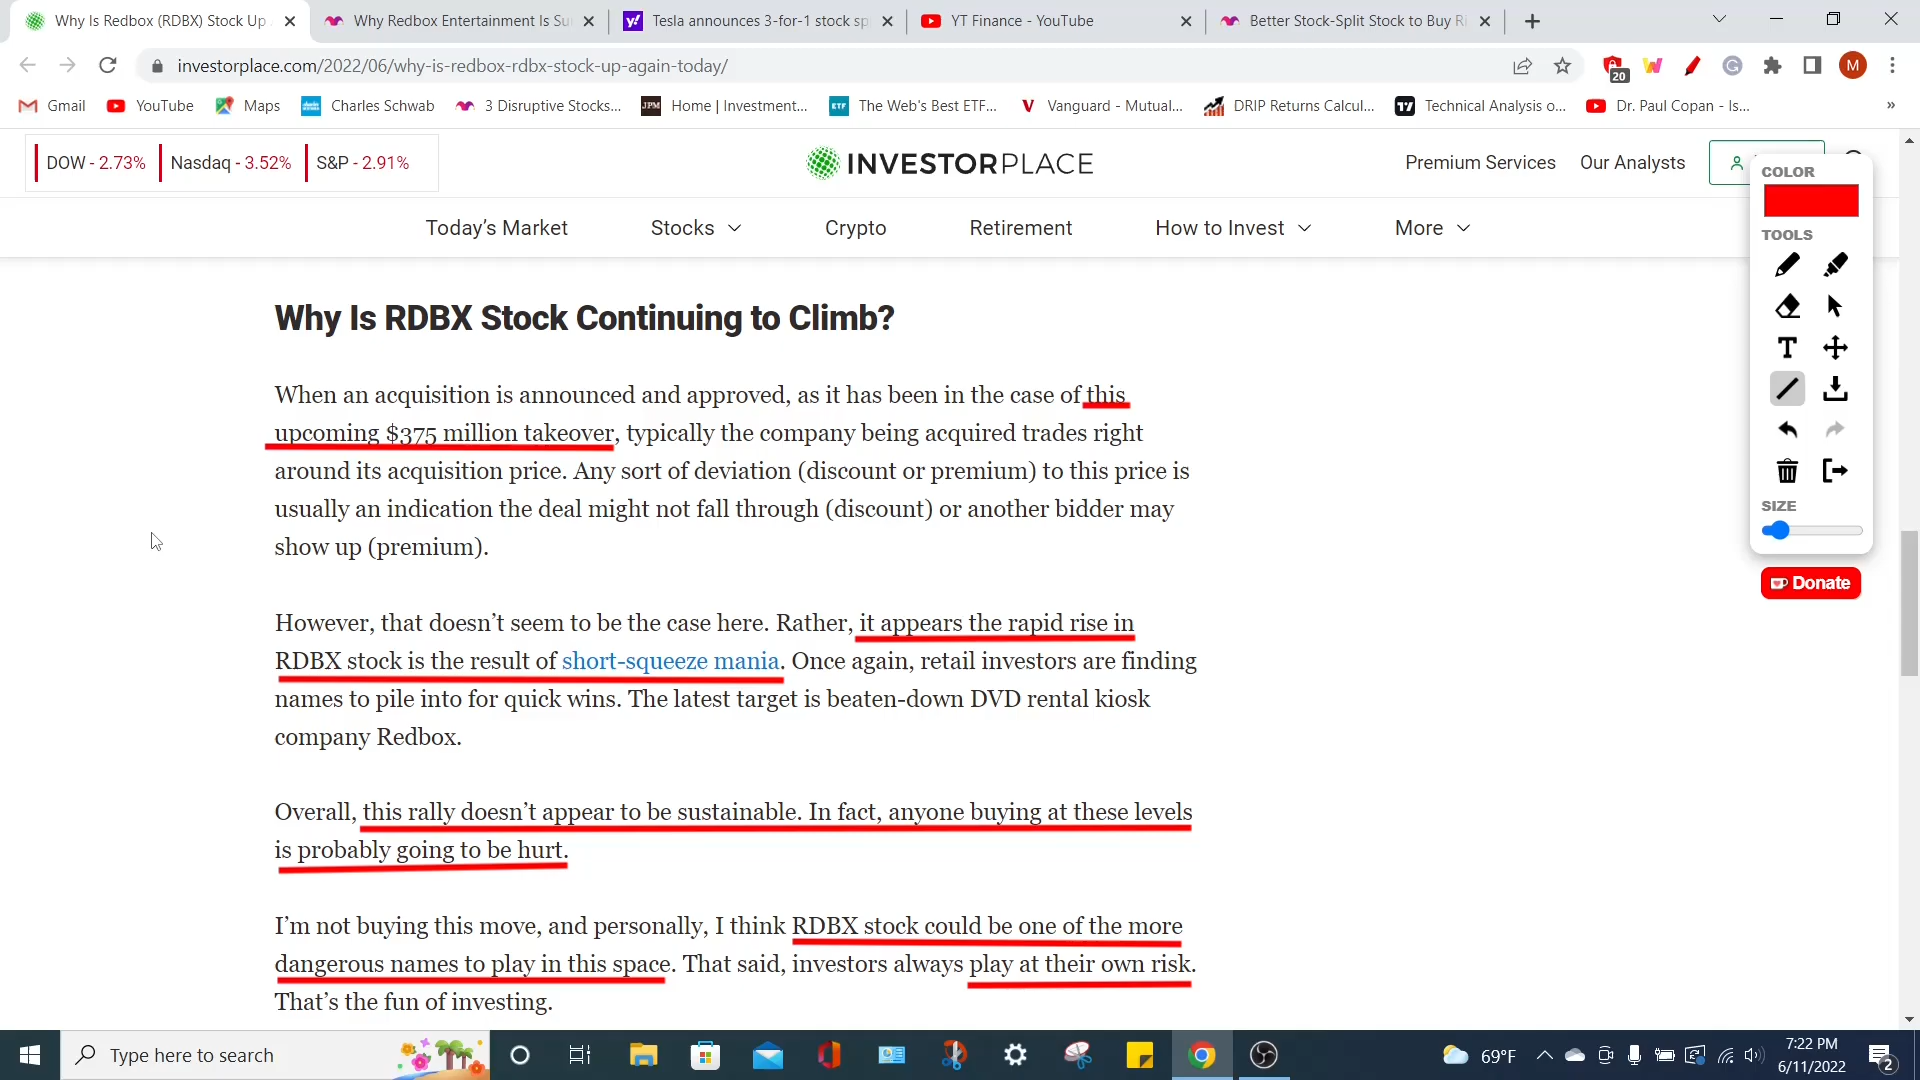 Why Is Redbox (RDBX) Stock Up
Why Redbox Entertainment Is Su
Tesla announces 3-for-1 stock sp
YT Finance - YouTube
Better Stock-Split Stock to Buy Ri
investorplace.com/2022/06/why-is-redbox-rdbx-stock-up-again-today/
20
M
Gmail
YouTube
Maps
Charles Schwab
3 Disruptive Stocks...
JPM
Home | Investment...
ETF
The Web's Best ETF...
Vanguard - Mutual...
DRIP Returns Calcul...
Technical Analysis o...
Dr. Paul Copan - Is...
»
DOW - 2.73%
Nasdaq - 3.52%
S&P - 2.91%
INVESTORPLACE
Premium Services
Our Analysts
Today’s Market
Stocks
Crypto
Retirement
How to Invest
More
COLOR
TOOLS
T
SIZE
Donate
Why Is RDBX Stock Continuing to Climb?
When an acquisition is announced and approved, as it has been in the case of this
upcoming $375 million takeover, typically the company being acquired trades right
around its acquisition price. Any sort of deviation (discount or premium) to this price is
usually an indication the deal might not fall through (discount) or another bidder may
show up (premium).
However, that doesn’t seem to be the case here. Rather, it appears the rapid rise in
RDBX stock is the result of short-squeeze mania. Once again, retail investors are finding
names to pile into for quick wins. The latest target is beaten-down DVD rental kiosk
company Redbox.
Overall, this rally doesn’t appear to be sustainable. In fact, anyone buying at these levels
is probably going to be hurt.
I’m not buying this move, and personally, I think RDBX stock could be one of the more
dangerous names to play in this space. That said, investors always play at their own risk.
That’s the fun of investing.
Type here to search
69°F
7:22 PM
6/11/2022
2